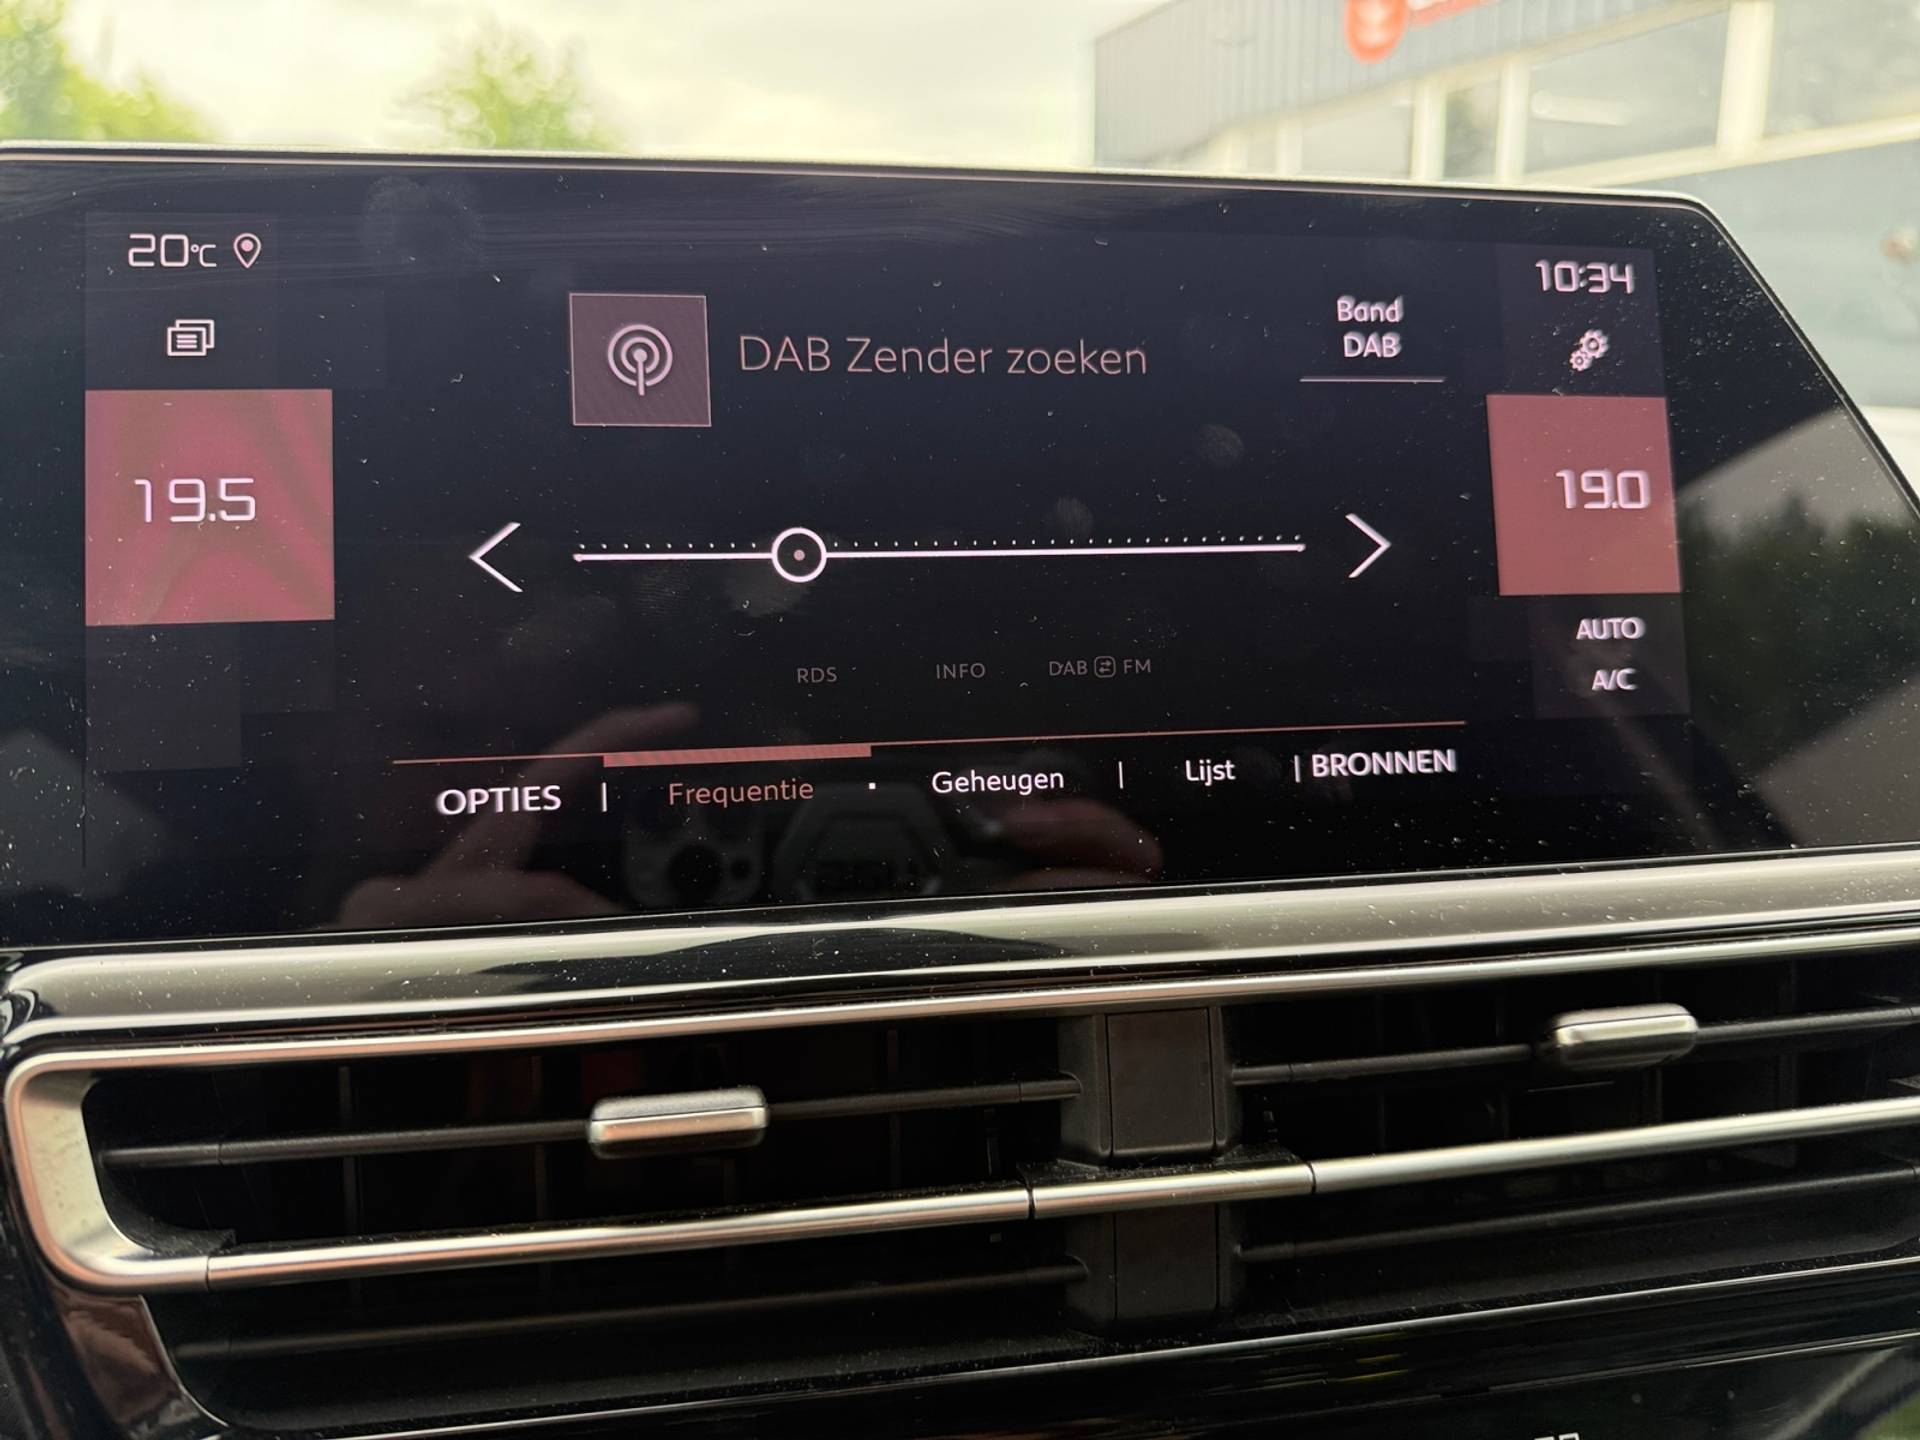 20°C
10:34
DAB Zender zoeken
Band
DAB
19.5
19.0
RDS
INFO
DAB FM
AUTO
A/C
OPTIES | Frequentie · Geheugen | Lijst | BRONNEN